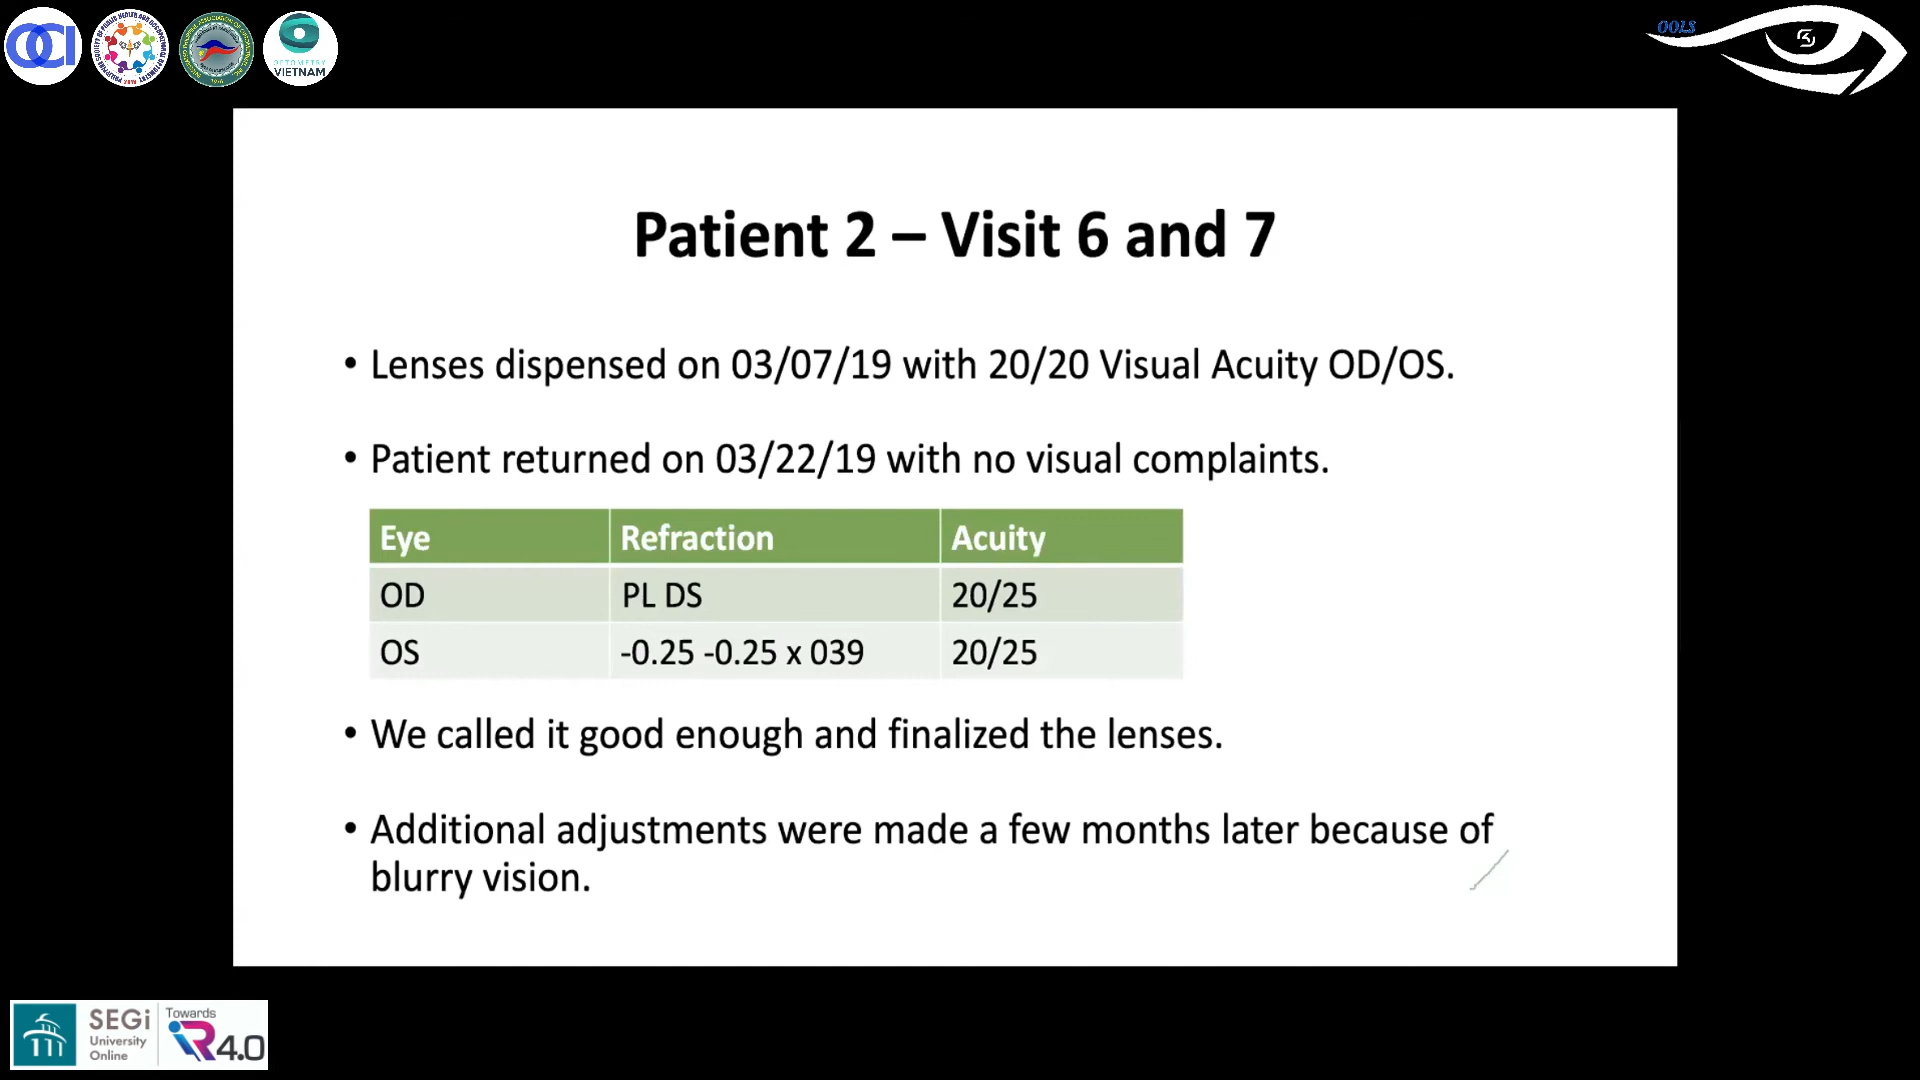 OCI
OPTOMETRY
VIETNAM
OOLS
Patient 2 – Visit 6 and 7
• Lenses dispensed on 03/07/19 with 20/20 Visual Acuity OD/OS.
• Patient returned on 03/22/19 with no visual complaints.
Eye Refraction Acuity
OD PL DS 20/25
OS -0.25 -0.25 x 039 20/25
• We called it good enough and finalized the lenses.
• Additional adjustments were made a few months later because of
blurry vision.
SEGi
University
Online
Towards
iR4.0